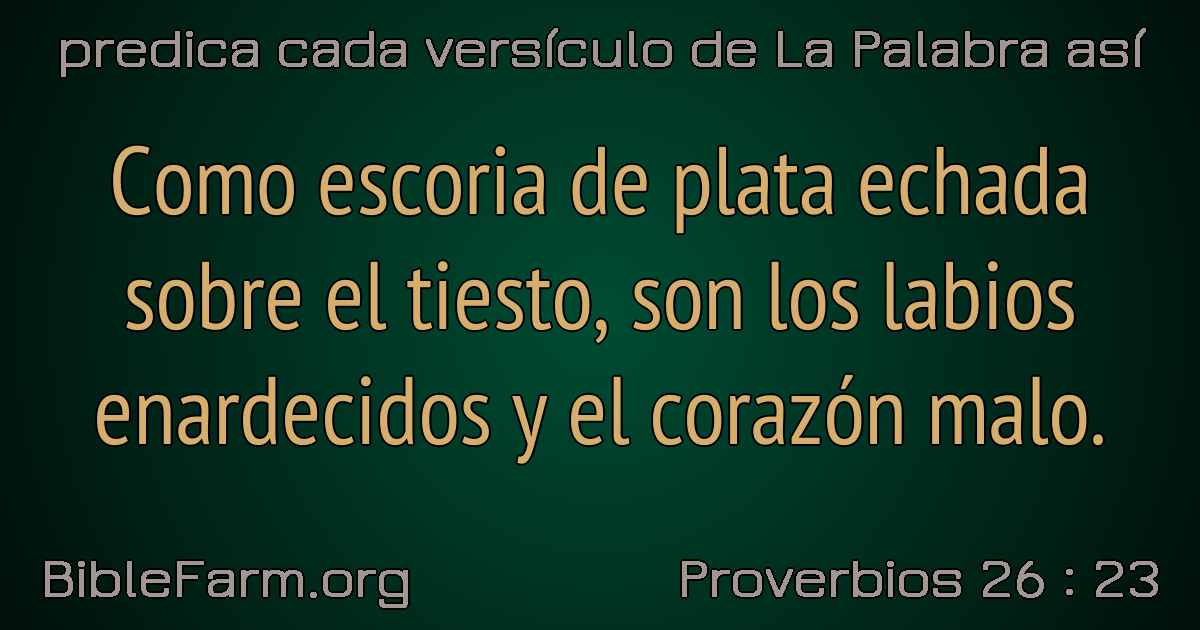 predica cada versículo de La Palabra así
Como escoria de plata echada
sobre el tiesto, son los labios
enardecidos y el corazón malo.
BibleFarm.org
Proverbios 26 : 23